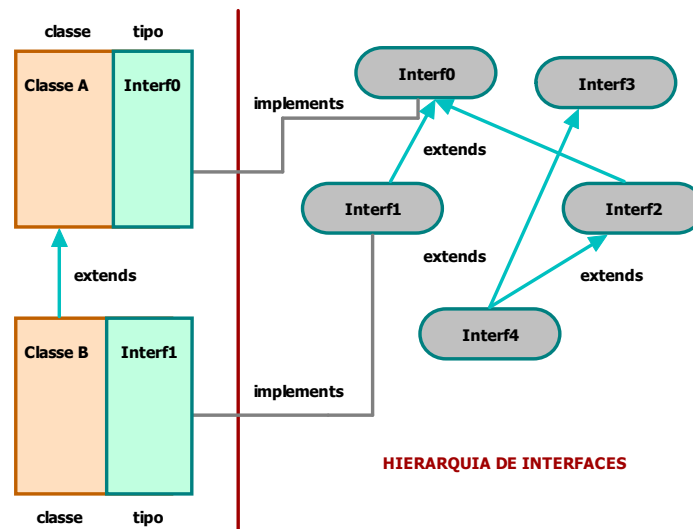 classe
tipo
Classe A
Interf0
implements
Interf0
Interf3
extends
Interf1
Interf2
extends
extends
extends
Interf4
Classe B
Interf1
implements
HIERARQUIA DE INTERFACES
classe
tipo